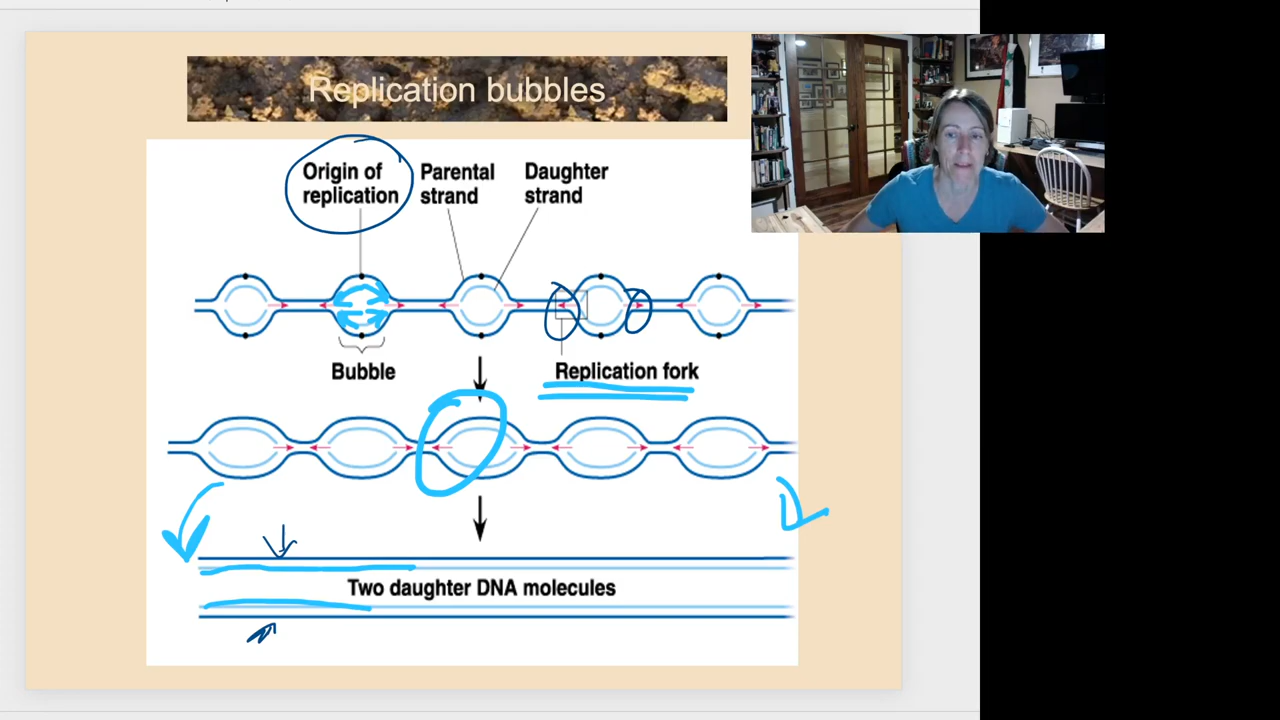 Replication bubbles
Origin of
replication
Parental
strand
Daughter
strand
Bubble
Replication fork
Two daughter DNA molecules